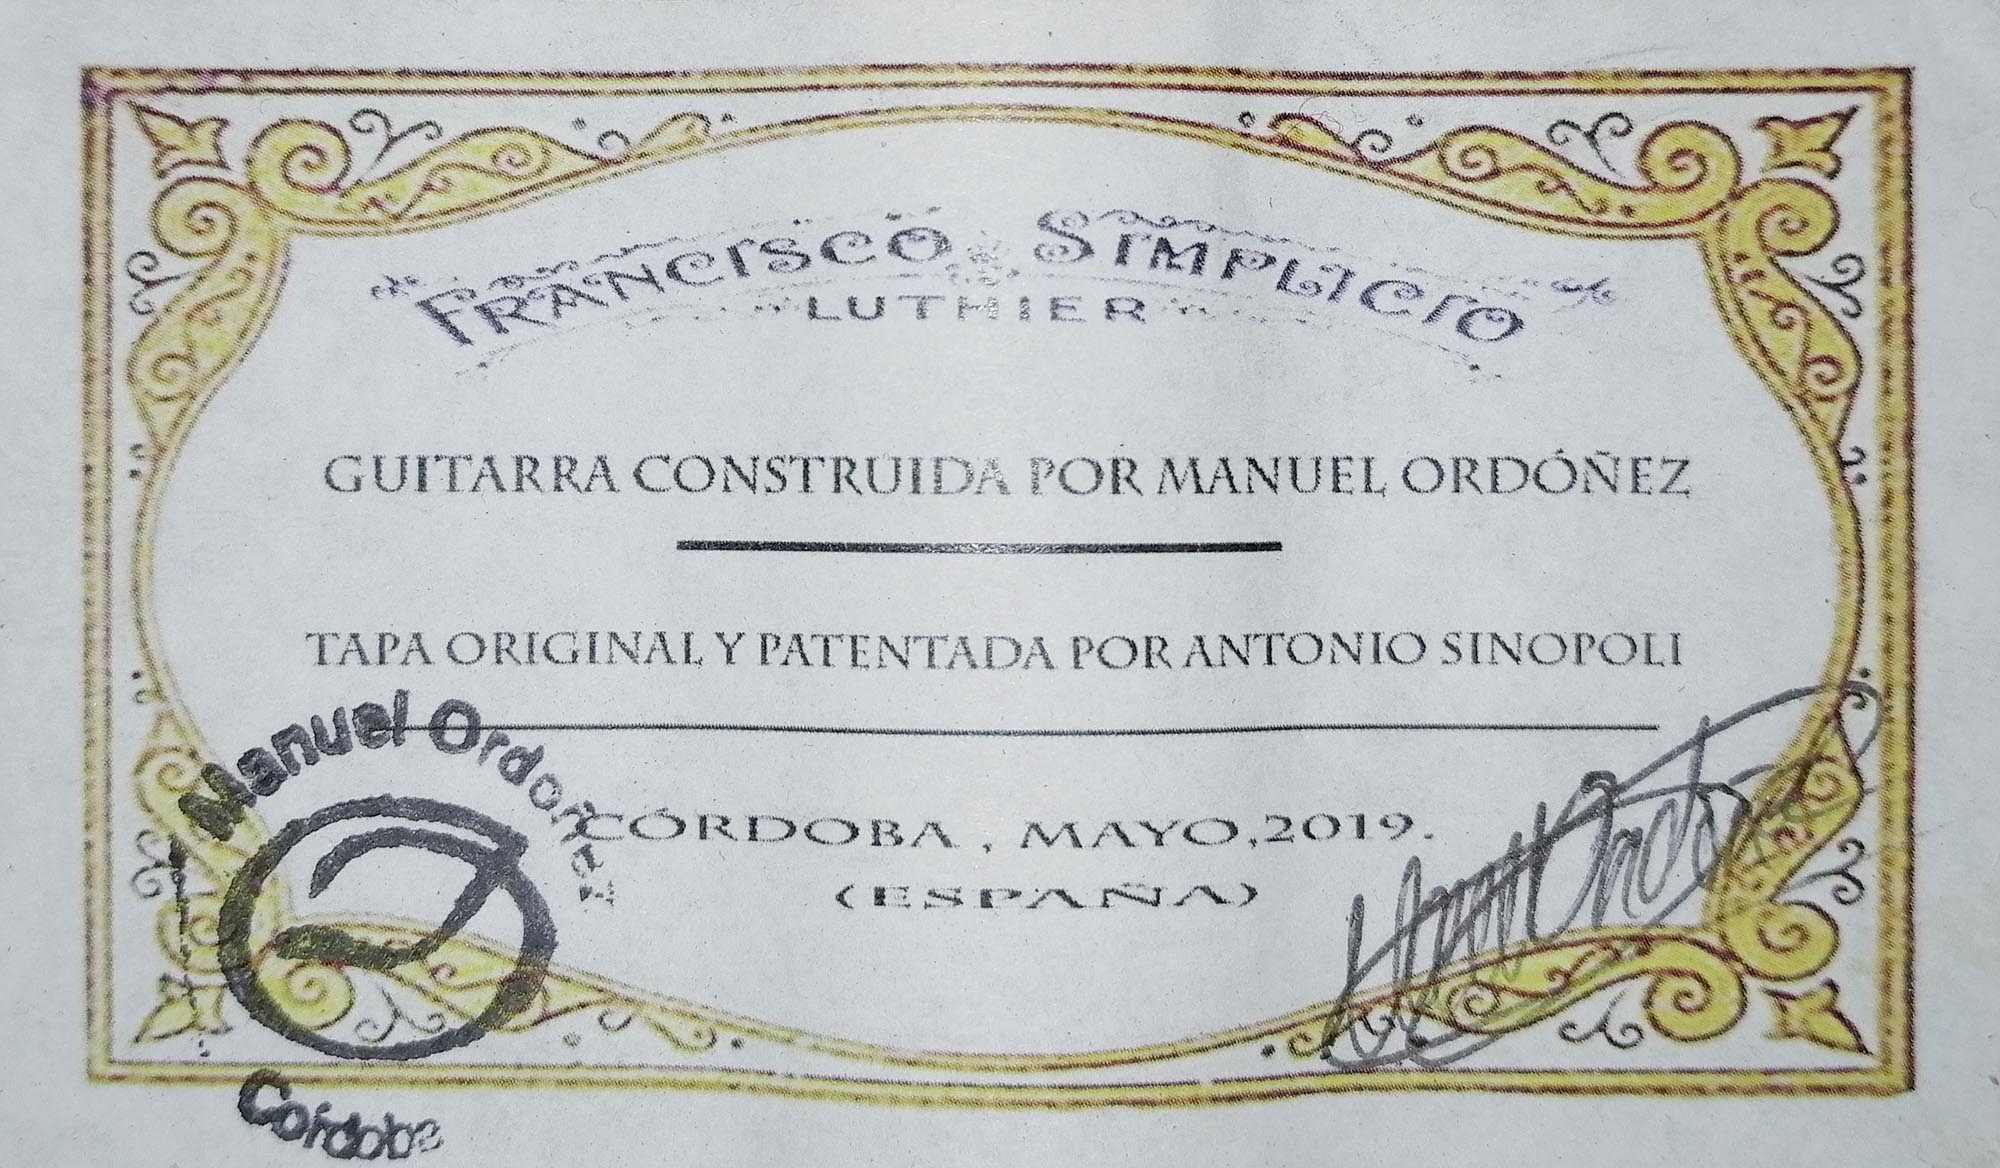 FRANCISCO SIMPLICIO
LUTHIER
GUITARRA CONSTRUIDA POR MANUEL ORDÓÑEZ
TAPA ORIGINAL Y PATENTADA POR ANTONIO SINOPOLI
CÓRDOBA , MAYO,2019.
(ESPAÑA)
Manuel Ordoñez
Cordoba